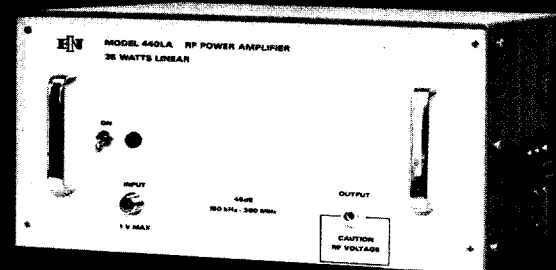 ENI
MODEL 440LA RF POWER AMPLIFIER
35 WATTS LINEAR
ON
INPUT
1 V MAX
46dB
150 kHz - 300 MHz
OUTPUT
CAUTION
RF VOLTAGE